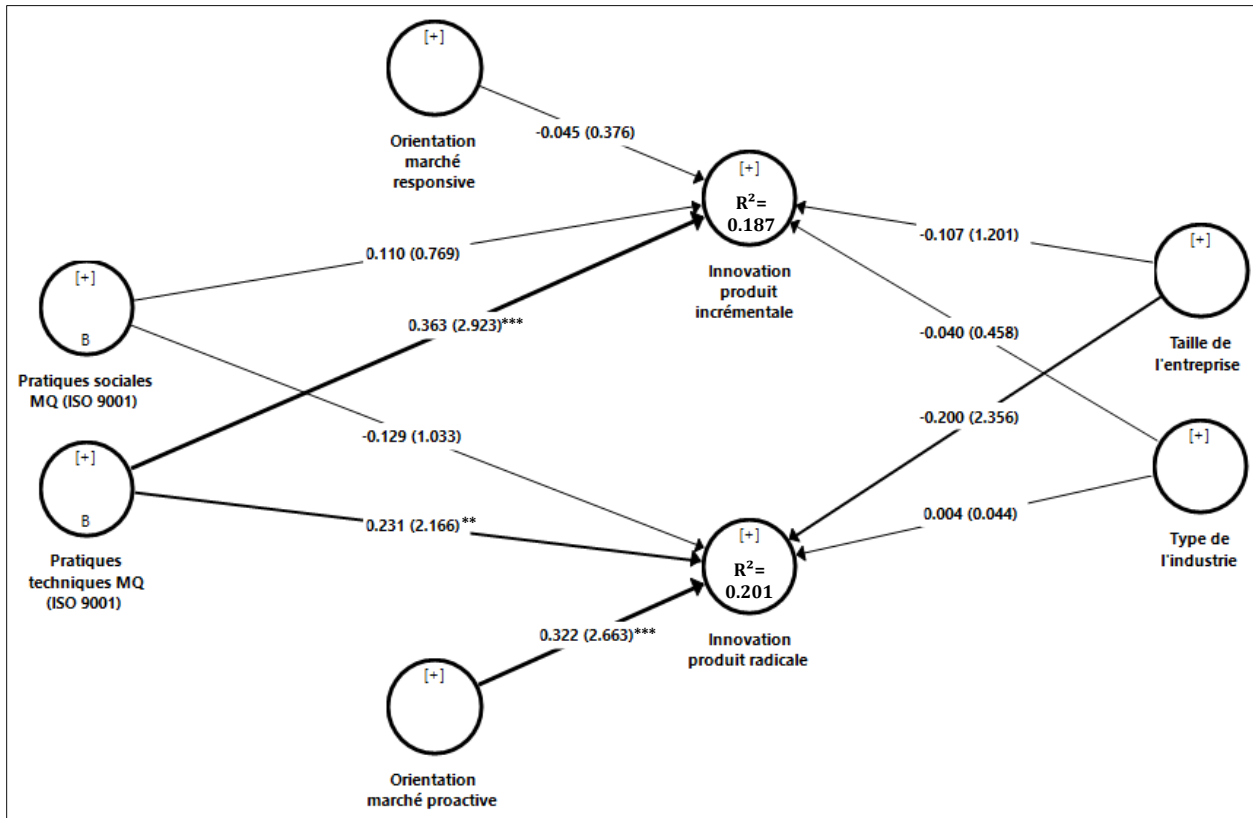 [+]
Orientation
marché
responsive
-0.045 (0.376)
[+]
R²=
0.187
Innovation
produit
incrémentale
-0.107 (1.201)
[+]
Taille de
l'entreprise
0.110 (0.769)
[+]
B
Pratiques sociales
MQ (ISO 9001)
0.363 (2.923)***
-0.040 (0.458)
-0.129 (1.033)
-0.200 (2.356)
[+]
Type de
l'industrie
[+]
B
Pratiques
techniques MQ
(ISO 9001)
0.231 (2.166)**
0.004 (0.044)
[+]
R²=
0.201
Innovation
produit radicale
0.322 (2.663)***
[+]
Orientation
marché proactive